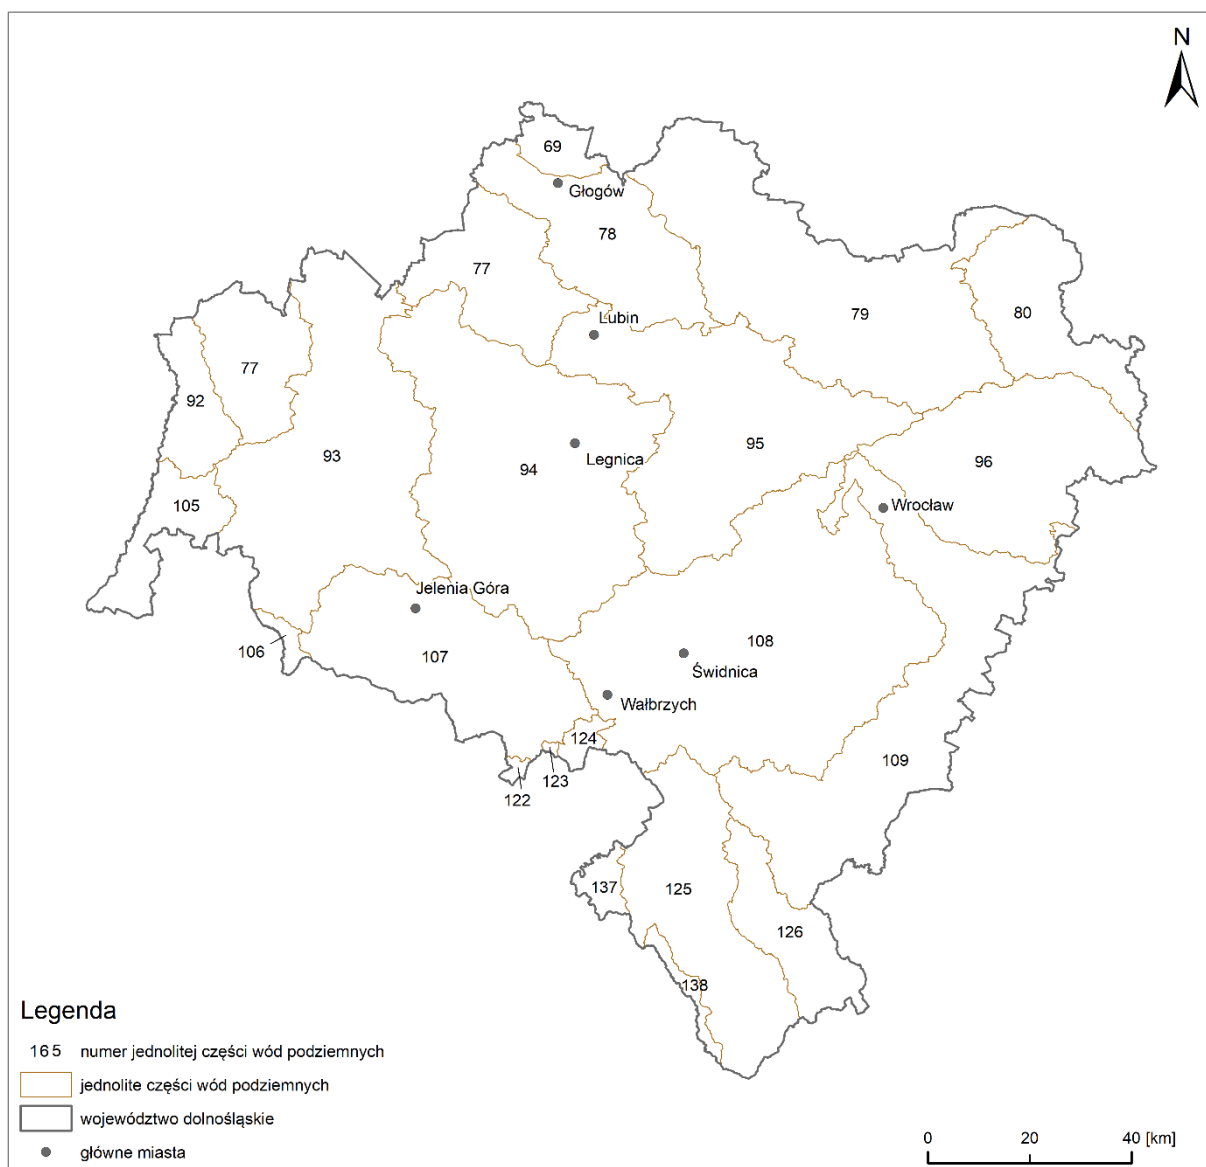 N
69
Głogów
78
77
79
80
Lubin
77
92
93
94
Legnica
95
96
105
Wrocław
Jelenia Góra
106
107
108
Świdnica
Wałbrzych
124
123
122
109
137
125
126
138
Legenda
165 numer jednolitej części wód podziemnych
jednolite części wód podziemnych
województwo dolnośląskie
główne miasta
0 20 40 [km]